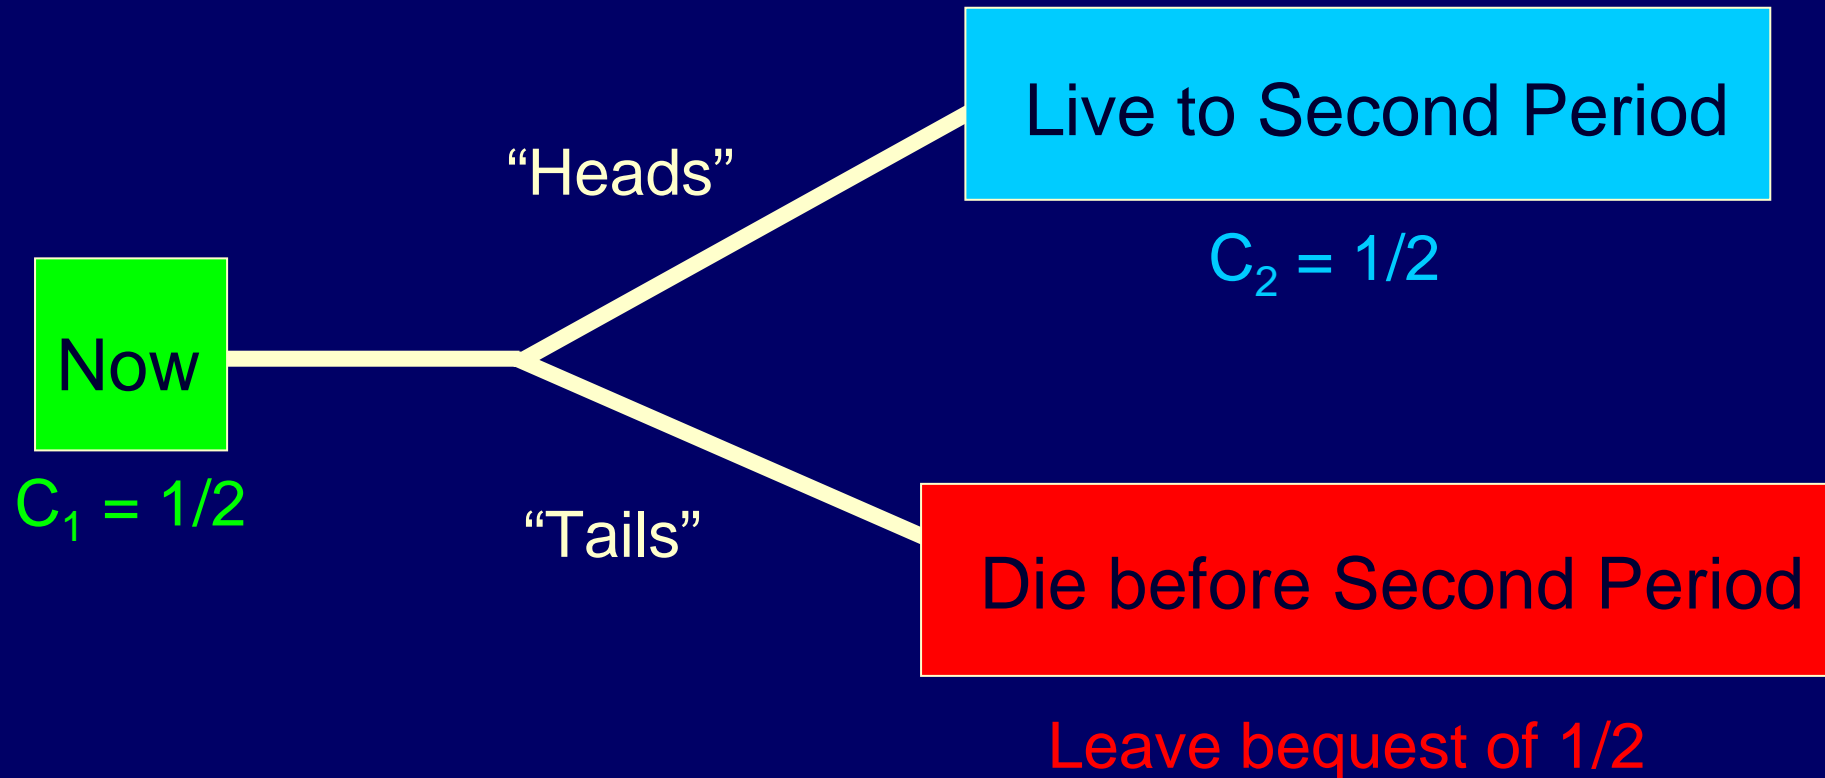 Live to Second Period
“Heads”
C₂ = 1/2
Now
C₁ = 1/2
“Tails”
Die before Second Period
Leave bequest of 1/2